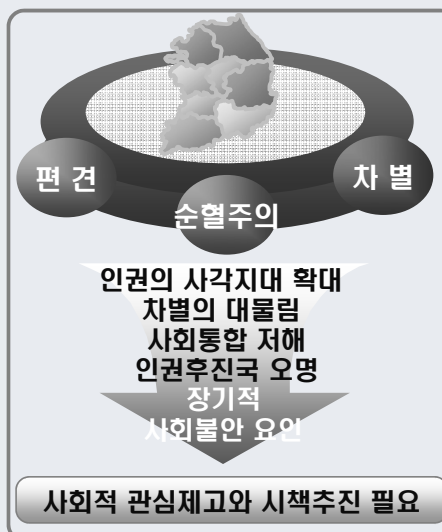 편 견
차 별
순혈주의
인권의 사각지대 확대
차별의 대물림
사회통합 저해
인권후진국 오명
장기적
사회불안 요인
사회적 관심제고와 시책추진 필요